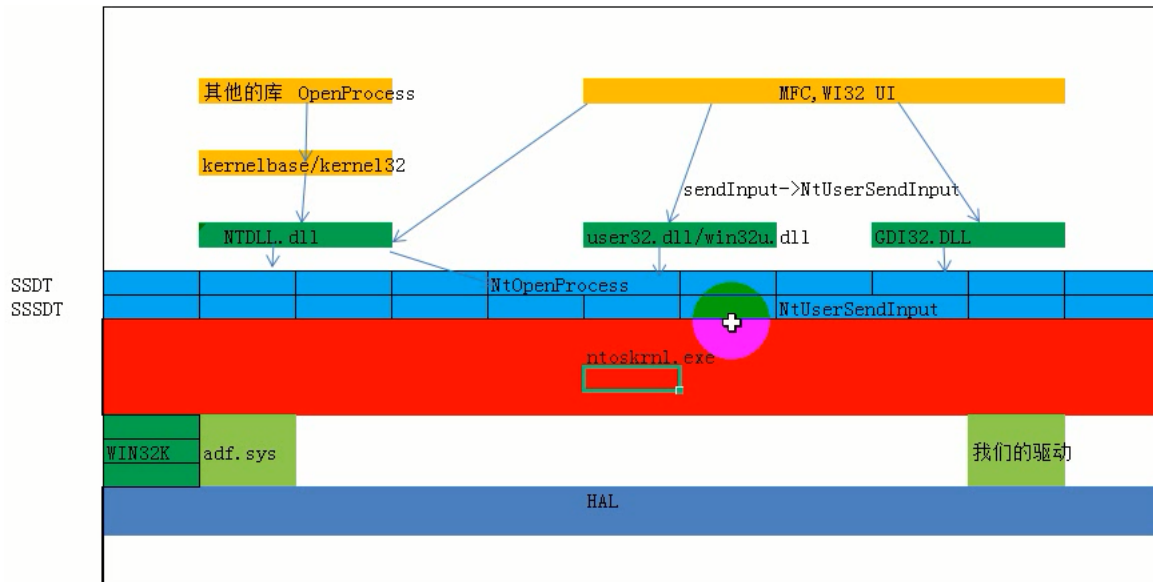 其他的库 OpenProcess
MFC,WI32 UI
kernelbase/kernel32
sendInput->NtUserSendInput
NTDLL.dll
user32.dll/win32u.dll
GDI32.DLL
SSDT
NtOpenProcess
SSSDT
NtUserSendInput
ntoskrnl.exe
WIN32K
adf.sys
我们的驱动
HAL